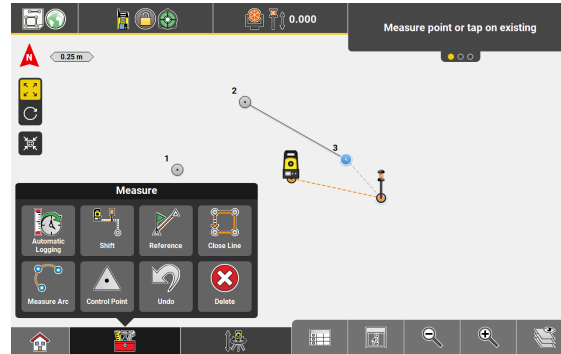 0.000
Measure point or tap on existing
N
0.25 m
2
3
1
Measure
Automatic
Logging
Shift
Reference
Close Line
Measure Arc
Control Point
Undo
Delete